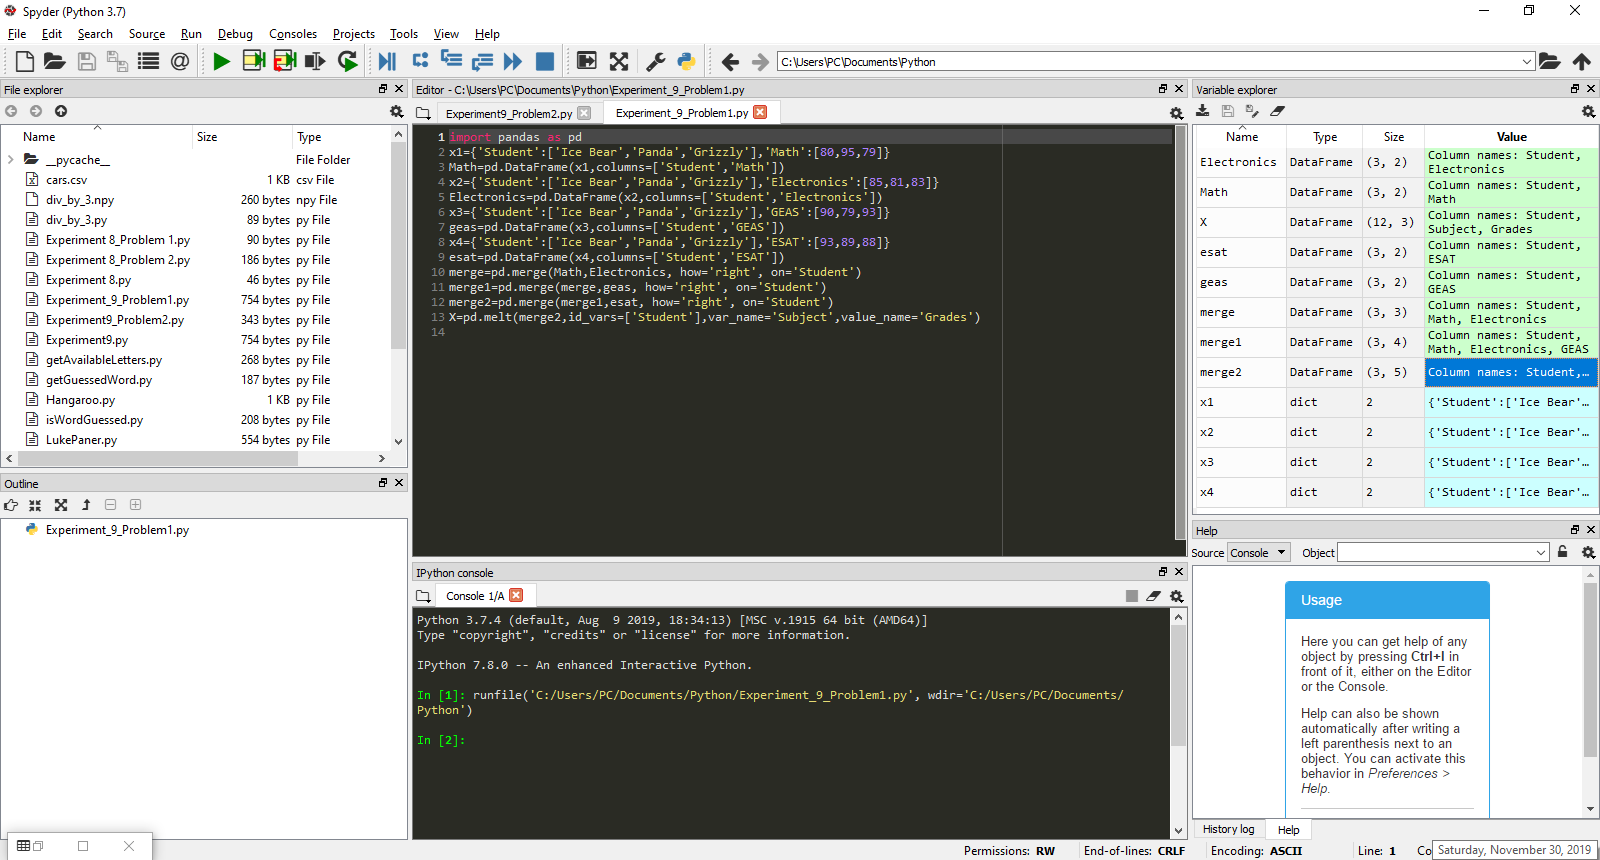 Spyder (Python 3.7)
File Edit Search Source Run Debug Consoles Projects Tools View Help
C:\Users\PC\Documents\Python
File explorer
Name Size Type
__pycache__ File Folder
cars.csv 1 KB csv File
div_by_3.npy 260 bytes npy File
div_by_3.py 89 bytes py File
Experiment 8_Problem 1.py 90 bytes py File
Experiment 8_Problem 2.py 186 bytes py File
Experiment 8.py 46 bytes py File
Experiment_9_Problem1.py 754 bytes py File
Experiment9_Problem2.py 343 bytes py File
Experiment9.py 754 bytes py File
getAvailableLetters.py 268 bytes py File
getGuessedWord.py 187 bytes py File
Hangaroo.py 1 KB py File
isWordGuessed.py 208 bytes py File
LukePaner.py 554 bytes py File
Outline
Experiment_9_Problem1.py
Editor - C:\Users\PC\Documents\Python\Experiment_9_Problem1.py
Experiment9_Problem2.py Experiment_9_Problem1.py
1 import pandas as pd
2 x1={'Student':['Ice Bear','Panda','Grizzly'],'Math':[80,95,79]}
3 Math=pd.DataFrame(x1,columns=['Student','Math'])
4 x2={'Student':['Ice Bear','Panda','Grizzly'],'Electronics':[85,81,83]}
5 Electronics=pd.DataFrame(x2,columns=['Student','Electronics'])
6 x3={'Student':['Ice Bear','Panda','Grizzly'],'GEAS':[90,79,93]}
7 geas=pd.DataFrame(x3,columns=['Student','GEAS'])
8 x4={'Student':['Ice Bear','Panda','Grizzly'],'ESAT':[93,89,88]}
9 esat=pd.DataFrame(x4,columns=['Student','ESAT'])
10 merge=pd.merge(Math,Electronics, how='right', on='Student')
11 merge1=pd.merge(merge,geas, how='right', on='Student')
12 merge2=pd.merge(merge1,esat, how='right', on='Student')
13 X=pd.melt(merge2,id_vars=['Student'],var_name='Subject',value_name='Grades')
14
IPython console
Console 1/A
Python 3.7.4 (default, Aug  9 2019, 18:34:13) [MSC v.1915 64 bit (AMD64)]
Type "copyright", "credits" or "license" for more information.
IPython 7.8.0 -- An enhanced Interactive Python.
In [1]: runfile('C:/Users/PC/Documents/Python/Experiment_9_Problem1.py', wdir='C:/Users/PC/Documents/
Python')
In [2]:
Variable explorer
Name Type Size Value
Electronics DataFrame (3, 2) Column names: Student,
Electronics
Math DataFrame (3, 2) Column names: Student,
Math
X DataFrame (12, 3) Column names: Student,
Subject, Grades
esat DataFrame (3, 2) Column names: Student,
ESAT
geas DataFrame (3, 2) Column names: Student,
GEAS
merge DataFrame (3, 3) Column names: Student,
Math, Electronics
merge1 DataFrame (3, 4) Column names: Student,
Math, Electronics, GEAS
merge2 DataFrame (3, 5) Column names: Student,…
x1 dict 2 {'Student':['Ice Bear'…
x2 dict 2 {'Student':['Ice Bear'…
x3 dict 2 {'Student':['Ice Bear'…
x4 dict 2 {'Student':['Ice Bear'…
Help
Source Console Object
Usage
Here you can get help of any
object by pressing Ctrl+I in
front of it, either on the Editor
or the Console.
Help can also be shown
automatically after writing a
left parenthesis next to an
object. You can activate this
behavior in Preferences >
Help.
History log Help
Permissions: RW End-of-lines: CRLF Encoding: ASCII Line: 1 Co
Saturday, November 30, 2019